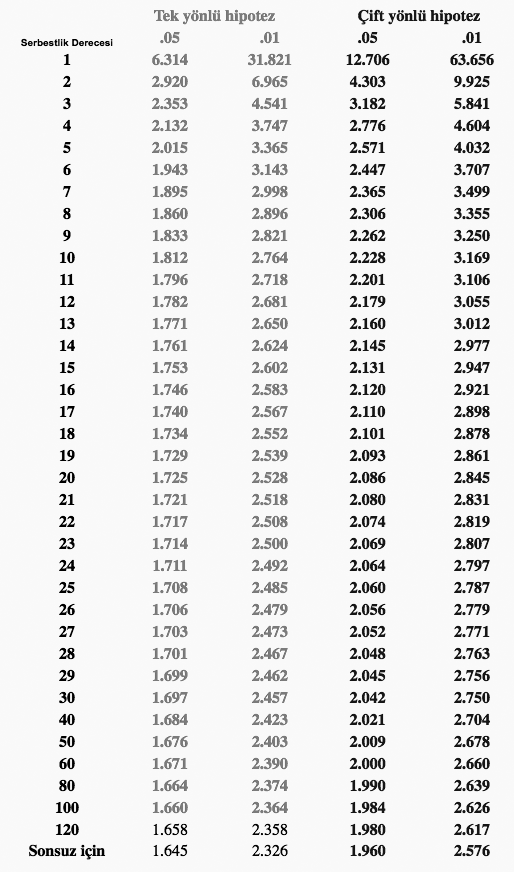 Tek yönlü hipotez Çift yönlü hipotez
Serbestlik Derecesi .05 .01 .05 .01
1 6.314 31.821 12.706 63.656
2 2.920 6.965 4.303 9.925
3 2.353 4.541 3.182 5.841
4 2.132 3.747 2.776 4.604
5 2.015 3.365 2.571 4.032
6 1.943 3.143 2.447 3.707
7 1.895 2.998 2.365 3.499
8 1.860 2.896 2.306 3.355
9 1.833 2.821 2.262 3.250
10 1.812 2.764 2.228 3.169
11 1.796 2.718 2.201 3.106
12 1.782 2.681 2.179 3.055
13 1.771 2.650 2.160 3.012
14 1.761 2.624 2.145 2.977
15 1.753 2.602 2.131 2.947
16 1.746 2.583 2.120 2.921
17 1.740 2.567 2.110 2.898
18 1.734 2.552 2.101 2.878
19 1.729 2.539 2.093 2.861
20 1.725 2.528 2.086 2.845
21 1.721 2.518 2.080 2.831
22 1.717 2.508 2.074 2.819
23 1.714 2.500 2.069 2.807
24 1.711 2.492 2.064 2.797
25 1.708 2.485 2.060 2.787
26 1.706 2.479 2.056 2.779
27 1.703 2.473 2.052 2.771
28 1.701 2.467 2.048 2.763
29 1.699 2.462 2.045 2.756
30 1.697 2.457 2.042 2.750
40 1.684 2.423 2.021 2.704
50 1.676 2.403 2.009 2.678
60 1.671 2.390 2.000 2.660
80 1.664 2.374 1.990 2.639
100 1.660 2.364 1.984 2.626
120 1.658 2.358 1.980 2.617
Sonsuz için 1.645 2.326 1.960 2.576